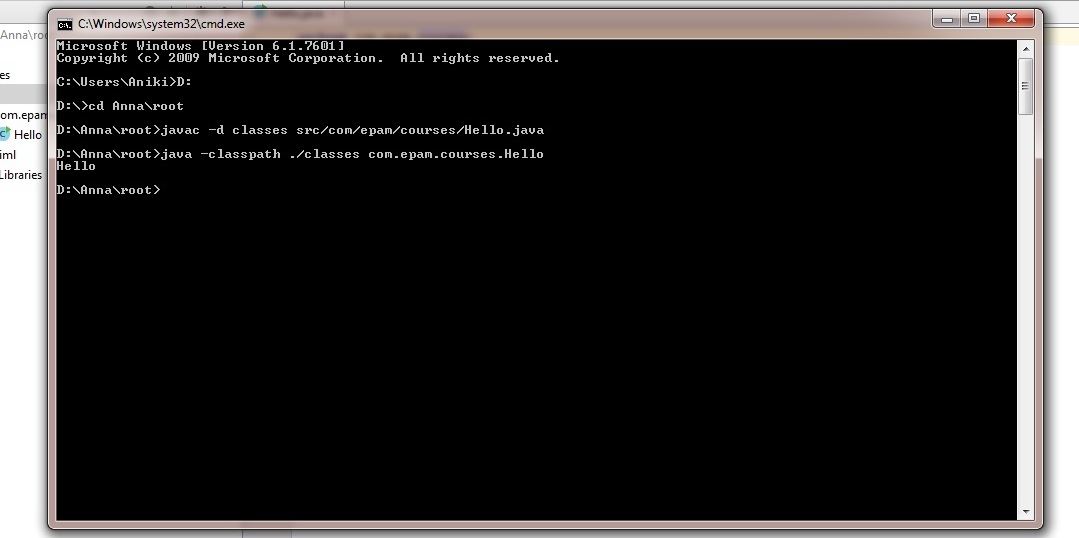 C:\Windows\system32\cmd.exe
Microsoft Windows [Version 6.1.7601]
Copyright (c) 2009 Microsoft Corporation.  All rights reserved.
C:\Users\Aniki>D:
D:\>cd Anna\root
D:\Anna\root>javac -d classes src/com/epam/courses/Hello.java
D:\Anna\root>java -classpath ./classes com.epam.courses.Hello
Hello
D:\Anna\root>
Anna\roo
es
om.epam
Hello
iml
Libraries